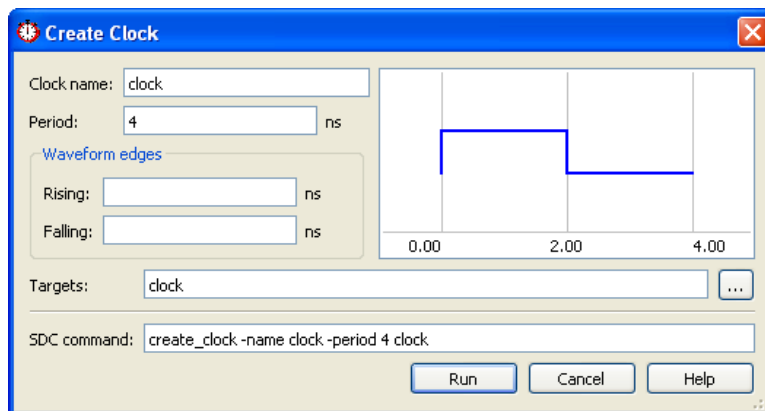 Create Clock
Clock name: clock
Period: 4 ns
Waveform edges
Rising: ns
Falling: ns
0.00 2.00 4.00
Targets: clock ...
SDC command: create_clock -name clock -period 4 clock
Run Cancel Help